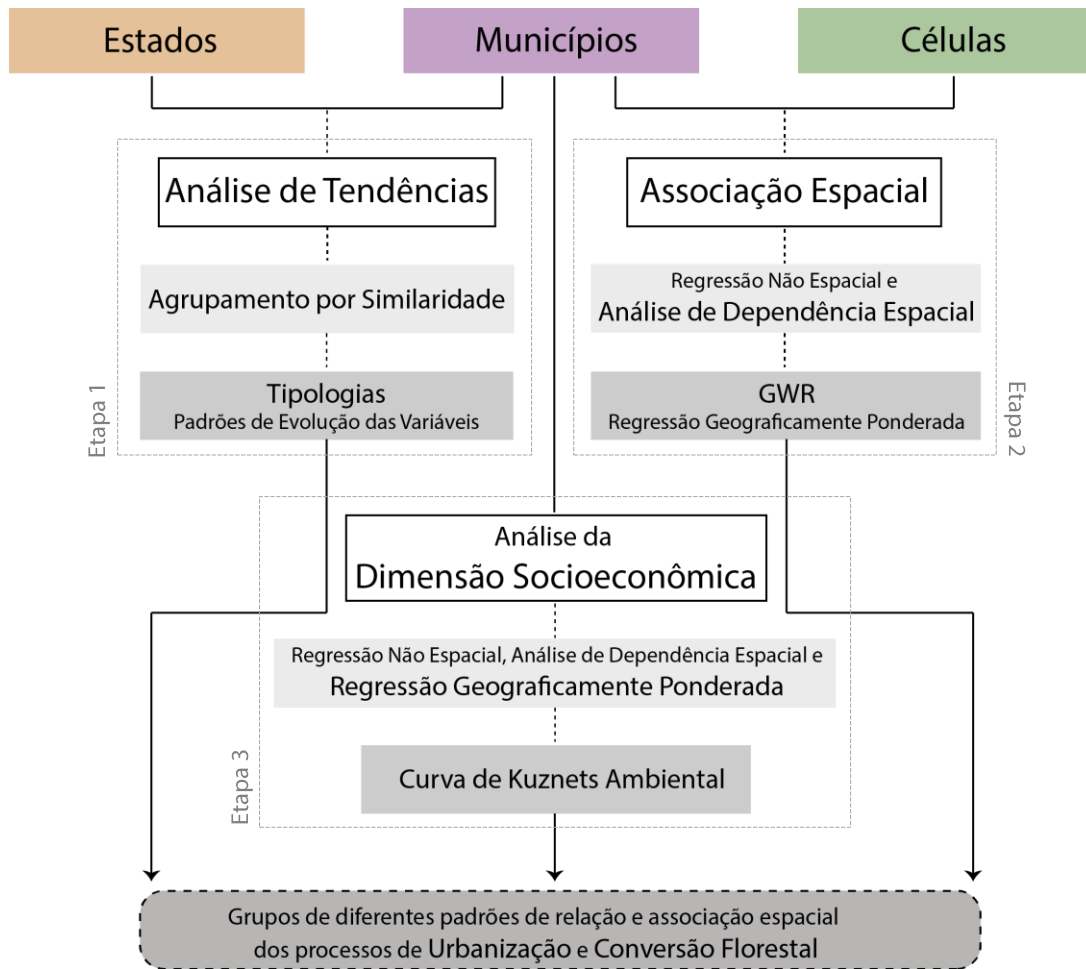 Estados
Municípios
Células
Análise de Tendências
Agrupamento por Similaridade
Tipologias
Padrões de Evolução das Variáveis
Etapa 1
Associação Espacial
Regressão Não Espacial e
Análise de Dependência Espacial
GWR
Regressão Geograficamente Ponderada
Etapa 2
Análise da
Dimensão Socioeconômica
Regressão Não Espacial, Análise de Dependência Espacial e
Regressão Geograficamente Ponderada
Curva de Kuznets Ambiental
Etapa 3
Grupos de diferentes padrões de relação e associação espacial
dos processos de Urbanização e Conversão Florestal